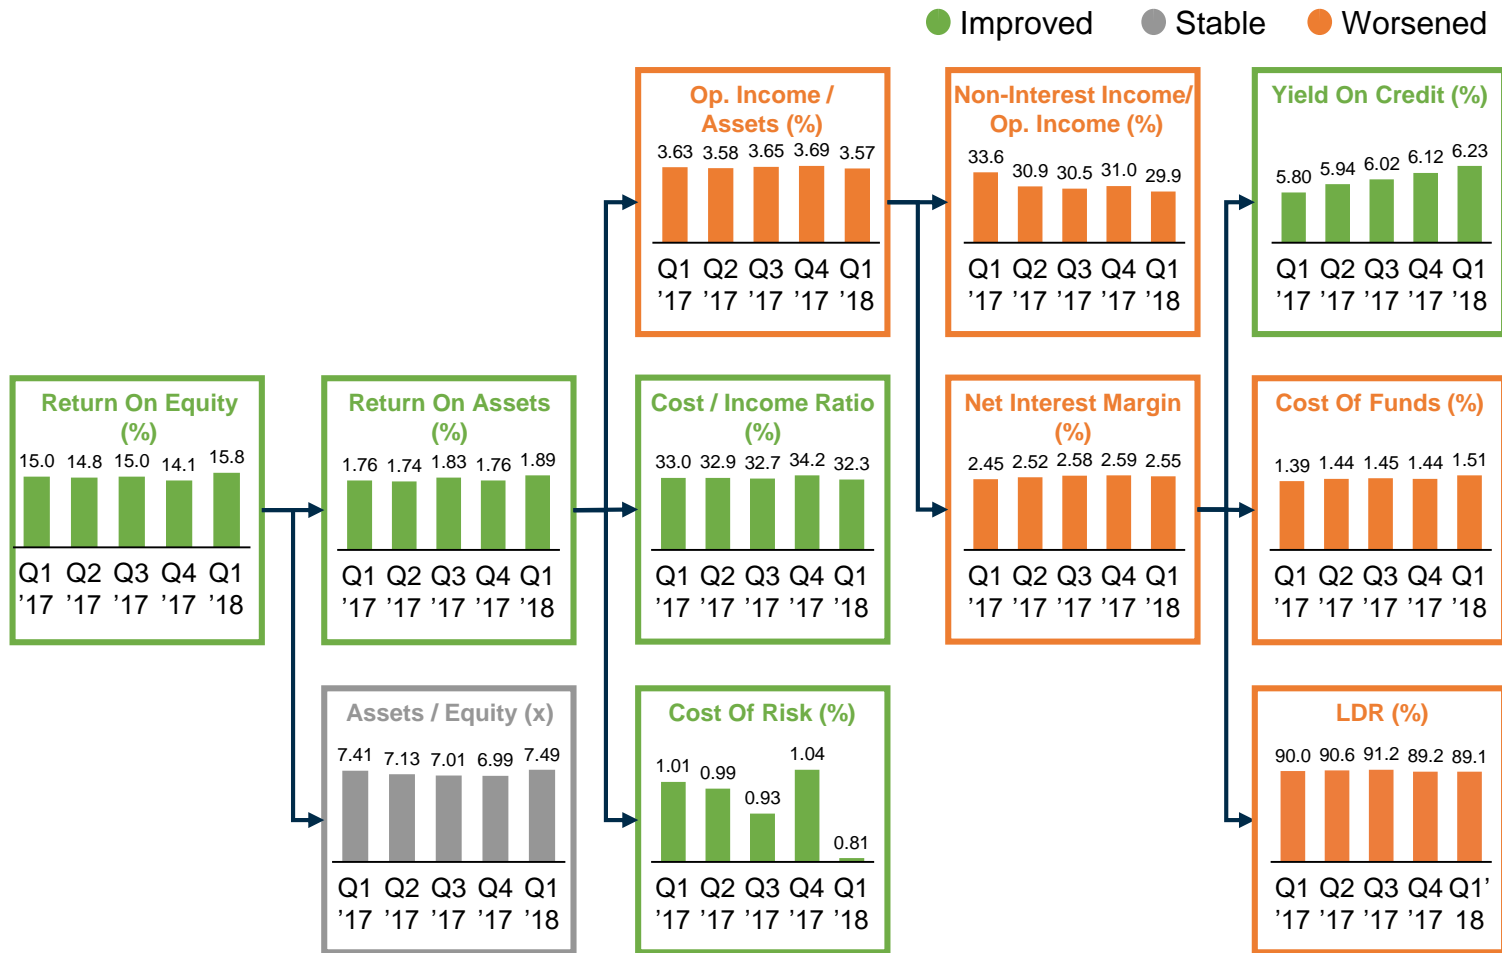 Improved
Stable
Worsened
Op. Income /
Assets (%)
3.63 3.58 3.65 3.69 3.57
Q1 Q2 Q3 Q4 Q1
’17 ’17 ’17 ’17 ’18
Non-Interest Income/
Op. Income (%)
33.6 30.9 30.5 31.0 29.9
Q1 Q2 Q3 Q4 Q1
’17 ’17 ’17 ’17 ’18
Yield On Credit (%)
5.80 5.94 6.02 6.12 6.23
Q1 Q2 Q3 Q4 Q1
’17 ’17 ’17 ’17 ’18
Return On Equity
(%)
15.0 14.8 15.0 14.1 15.8
Q1 Q2 Q3 Q4 Q1
’17 ’17 ’17 ’17 ’18
Return On Assets
(%)
1.76 1.74 1.83 1.76 1.89
Q1 Q2 Q3 Q4 Q1
’17 ’17 ’17 ’17 ’18
Cost / Income Ratio
(%)
33.0 32.9 32.7 34.2 32.3
Q1 Q2 Q3 Q4 Q1
’17 ’17 ’17 ’17 ’18
Net Interest Margin
(%)
2.45 2.52 2.58 2.59 2.55
Q1 Q2 Q3 Q4 Q1
’17 ’17 ’17 ’17 ’18
Cost Of Funds (%)
1.39 1.44 1.45 1.44 1.51
Q1 Q2 Q3 Q4 Q1
’17 ’17 ’17 ’17 ’18
Assets / Equity (x)
7.41 7.13 7.01 6.99 7.49
Q1 Q2 Q3 Q4 Q1
’17 ’17 ’17 ’17 ’18
Cost Of Risk (%)
1.01 0.99 0.93 1.04 0.81
Q1 Q2 Q3 Q4 Q1
’17 ’17 ’17 ’17 ’18
LDR (%)
90.0 90.6 91.2 89.2 89.1
Q1 Q2 Q3 Q4 Q1’
’17 ’17 ’17 ’17 18